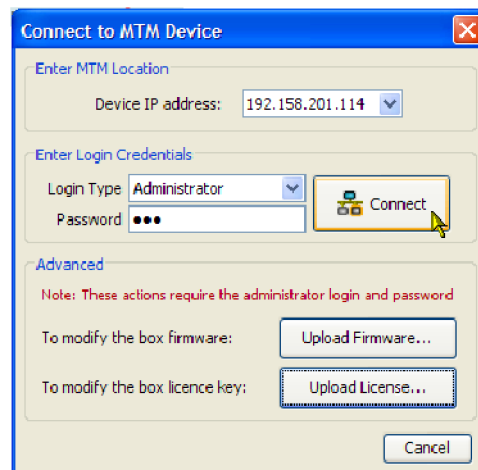 Connect to MTM Device
Enter MTM Location
Device IP address: 192.158.201.114
Enter Login Credentials
Login Type Administrator
Password ●●●
Connect
Advanced
Note: These actions require the administrator login and password
To modify the box firmware: Upload Firmware...
To modify the box licence key: Upload License...
Cancel